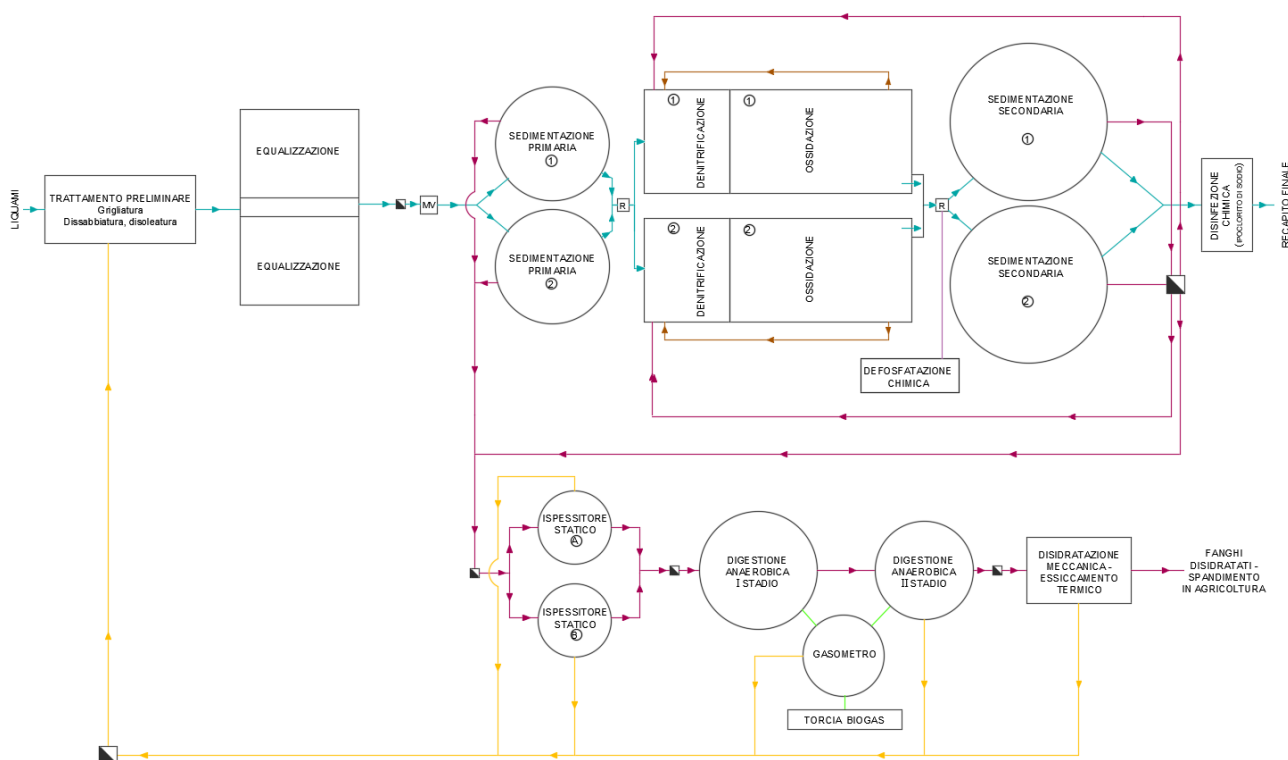 LIQUAMI
TRATTAMENTO PRELIMINARE
Grigliatura
Dissabbiatura, disoleatura
EQUALIZZAZIONE
EQUALIZZAZIONE
MV
SEDIMENTAZIONE
PRIMARIA
1
SEDIMENTAZIONE
PRIMARIA
2
R
DENITRIFICAZIONE
1
OSSIDAZIONE
1
DENITRIFICAZIONE
2
OSSIDAZIONE
2
R
DEFOSFATAZIONE
CHIMICA
SEDIMENTAZIONE
SECONDARIA
1
SEDIMENTAZIONE
SECONDARIA
2
DISINFEZIONE
CHIMICA
(IPOCLORITO DI SODIO)
RECAPITO FINALE
ISPESSITORE
STATICO
A
ISPESSITORE
STATICO
B
DIGESTIONE
ANAEROBICA
I STADIO
DIGESTIONE
ANAEROBICA
II STADIO
GASOMETRO
TORCIA BIOGAS
DISIDRATAZIONE
MECCANICA -
ESSICCAMENTO
TERMICO
FANGHI
DISIDRATATI -
SPANDIMENTO
IN AGRICOLTURA